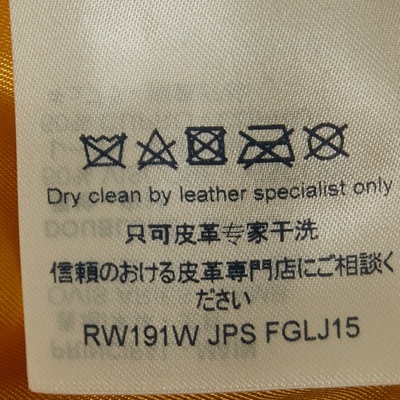 Dry clean by leather specialist only
只可皮革专家干洗
信頼のおける皮革専門店にご相談く
ださい
RW191W JPS FGLJ15